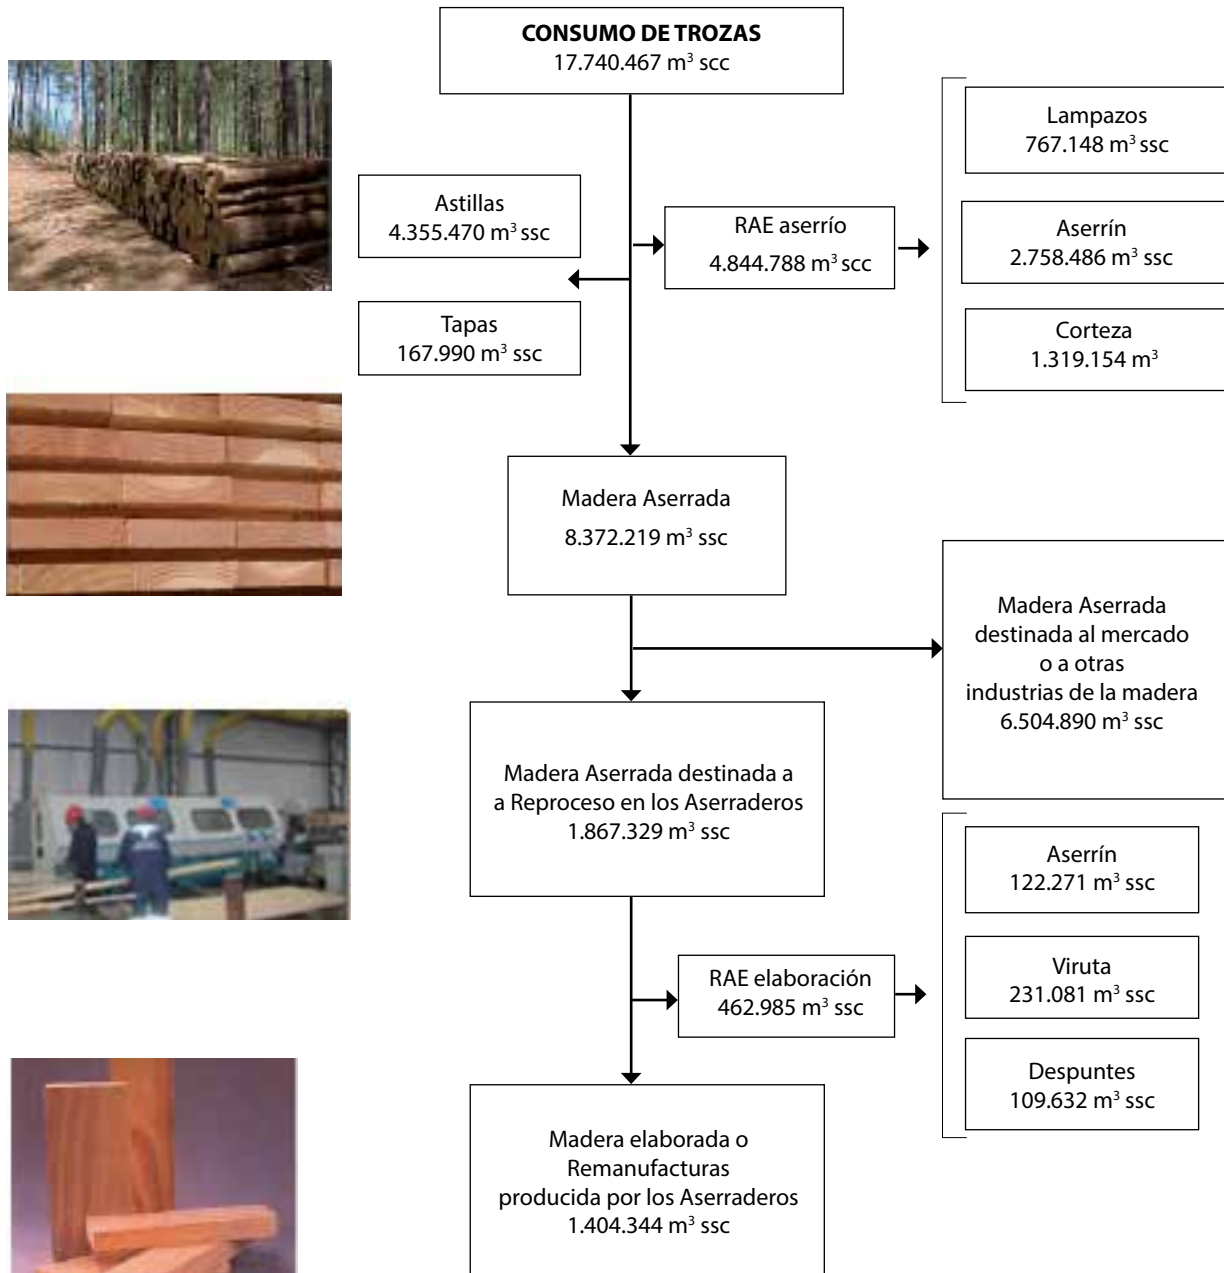 CONSUMO DE TROZAS
17.740.467 m³ scc
Astillas
4.355.470 m³ ssc
Tapas
167.990 m³ ssc
RAE aserrío
4.844.788 m³ scc
Lampazos
767.148 m³ ssc
Aserrín
2.758.486 m³ ssc
Corteza
1.319.154 m³
Madera Aserrada
8.372.219 m³ ssc
Madera Aserrada
destinada al mercado
o a otras
industrias de la madera
6.504.890 m³ ssc
Madera Aserrada destinada a
a Reproceso en los Aserraderos
1.867.329 m³ ssc
RAE elaboración
462.985 m³ ssc
Aserrín
122.271 m³ ssc
Viruta
231.081 m³ ssc
Despuntes
109.632 m³ ssc
Madera elaborada o
Remanufacturas
producida por los Aserraderos
1.404.344 m³ ssc